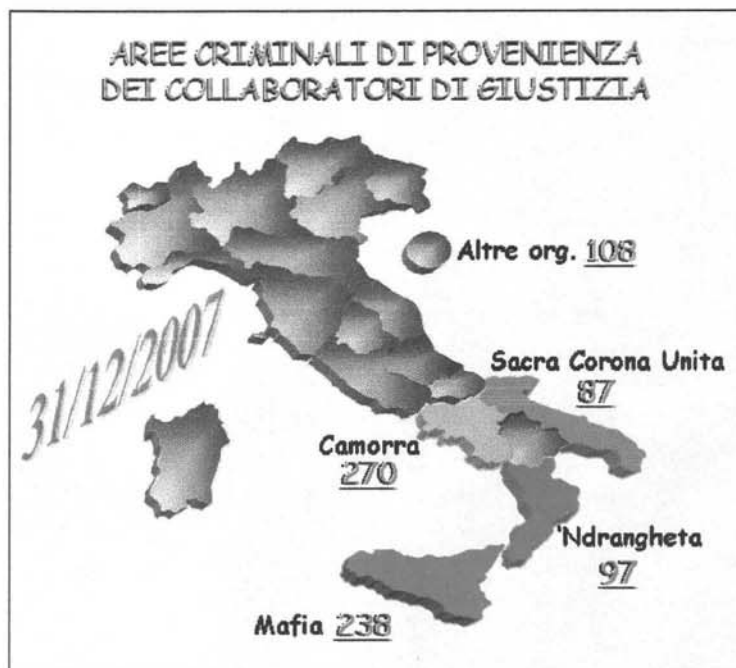 AREE CRIMINALI DI PROVENIENZA
DEI COLLABORATORI DI GIUSTIZIA
Altre org. 108
31/12/2007
Sacra Corona Unita
87
Camorra
270
'Ndrangheta
97
Mafia 238